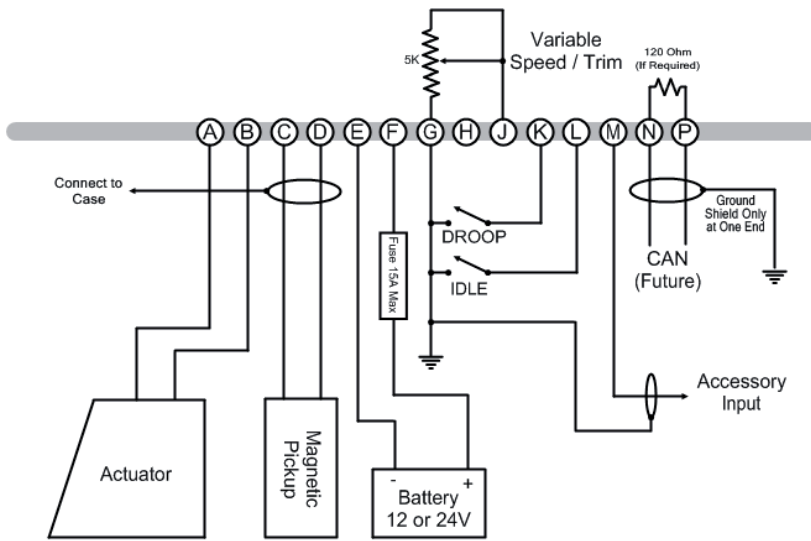 5K
Variable
Speed / Trim
120 Ohm
(If Required)
A B C D E F G H J K L M N P
Connect to
Case
Fuse 15A Max
DROOP
IDLE
Ground
Shield Only
at One End
CAN
(Future)
Accessory
Input
Actuator
Magnetic
Pickup
- +
Battery
12 or 24V